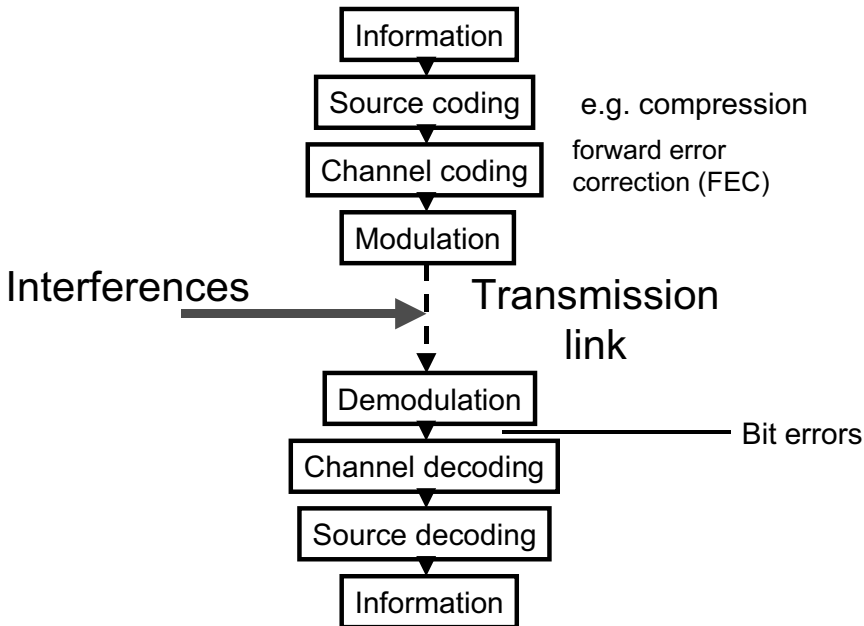 Information
Source coding
e.g. compression
Channel coding
forward error
correction (FEC)
Modulation
Interferences
Transmission
link
Demodulation
Bit errors
Channel decoding
Source decoding
Information